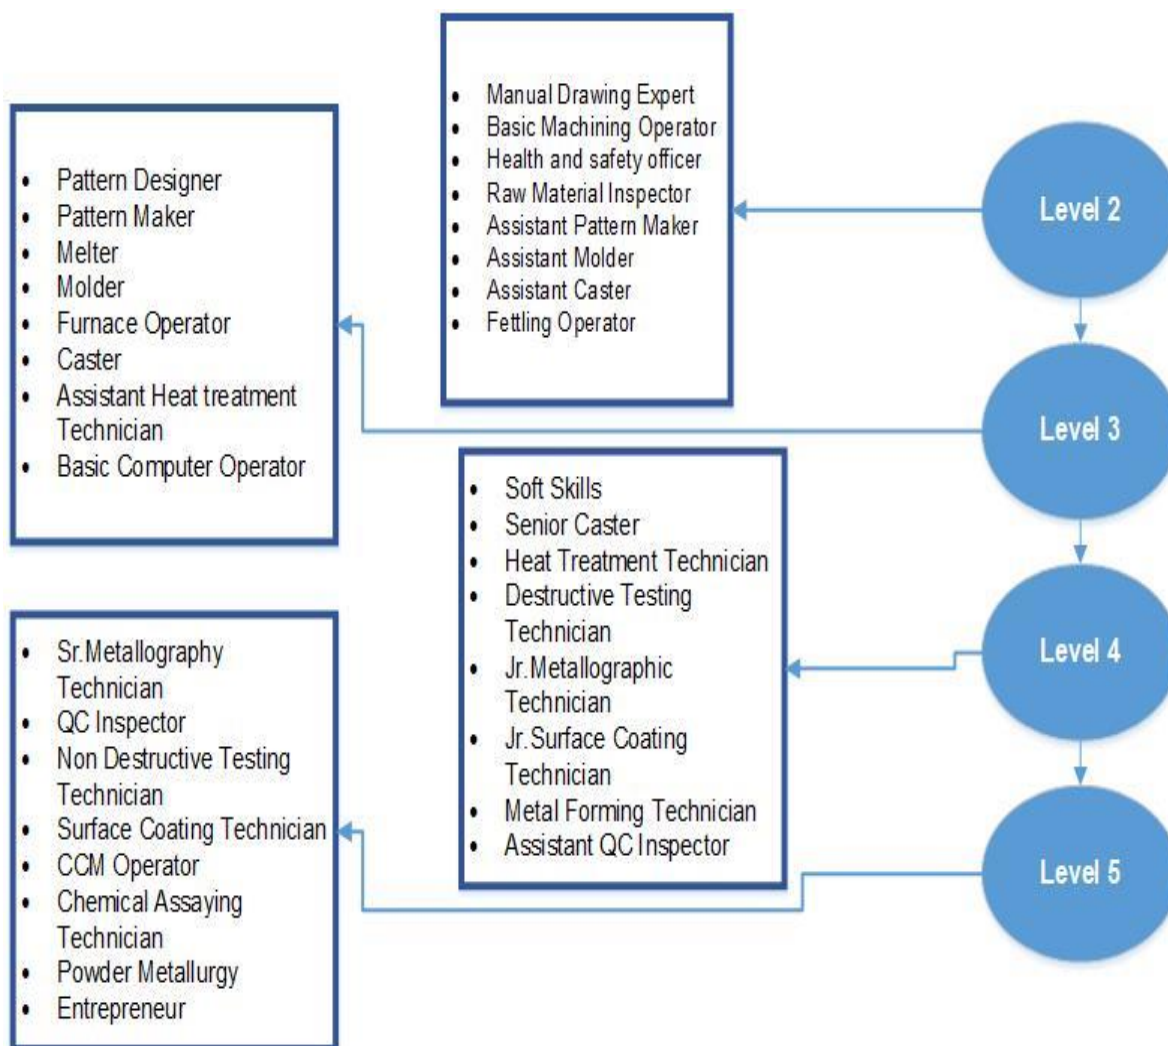 • Manual Drawing Expert
• Basic Machining Operator
• Health and safety officer
• Raw Material Inspector
• Assistant Pattern Maker
• Assistant Molder
• Assistant Caster
• Fettling Operator
Level 2
• Pattern Designer
• Pattern Maker
• Melter
• Molder
• Furnace Operator
• Caster
• Assistant Heat treatment
Technician
• Basic Computer Operator
Level 3
• Soft Skills
• Senior Caster
• Heat Treatment Technician
• Destructive Testing
Technician
• Jr.Metallographic
Technician
• Jr.Surface Coating
Technician
• Metal Forming Technician
• Assistant QC Inspector
Level 4
• Sr.Metallography
Technician
• QC Inspector
• Non Destructive Testing
Technician
• Surface Coating Technician
• CCM Operator
• Chemical Assaying
Technician
• Powder Metallurgy
• Entrepreneur
Level 5